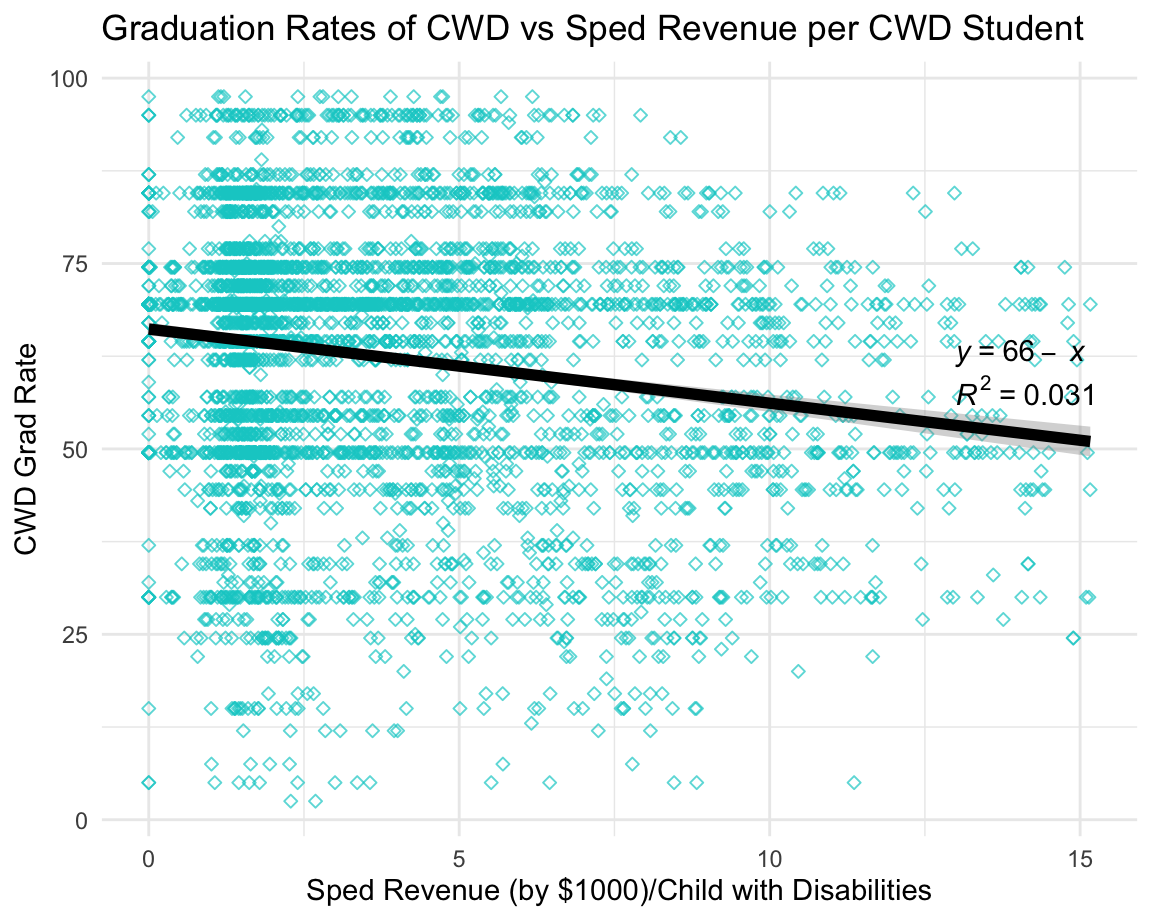 Graduation Rates of CWD vs Sped Revenue per CWD Student
100
75
50
25
0
CWD Grad Rate
y = 66 – x
R² = 0.031
0 5 10 15
Sped Revenue (by $1000)/Child with Disabilities